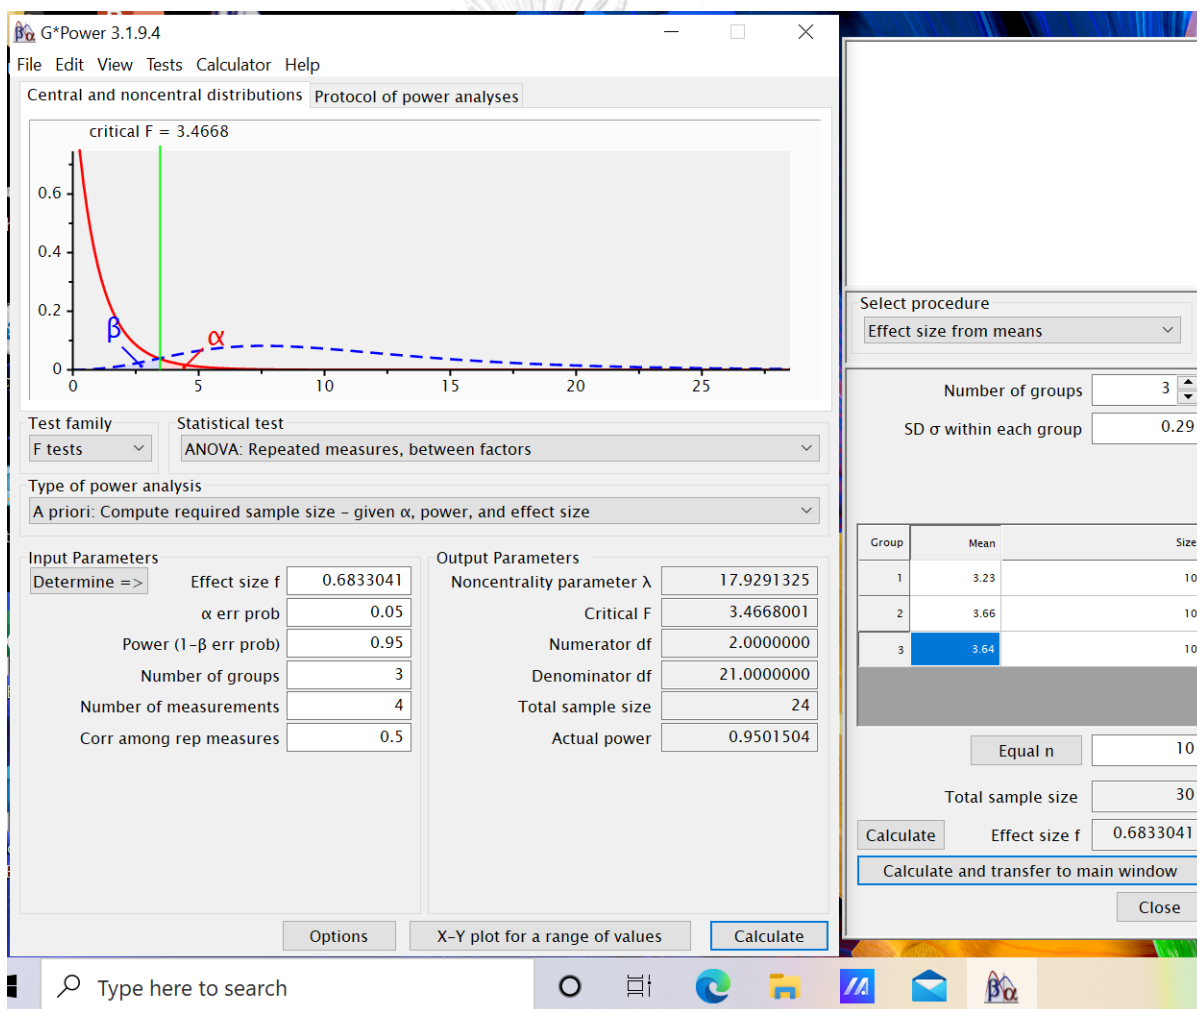 G*Power 3.1.9.4
File Edit View Tests Calculator Help
Central and noncentral distributions Protocol of power analyses
critical F = 3.4668
0.6
0.4
0.2
0
β
α
0 5 10 15 20 25
Test family Statistical test
F tests ANOVA: Repeated measures, between factors
Type of power analysis
A priori: Compute required sample size – given α, power, and effect size
Input Parameters
Determine => Effect size f 0.6833041
α err prob 0.05
Power (1-β err prob) 0.95
Number of groups 3
Number of measurements 4
Corr among rep measures 0.5
Output Parameters
Noncentrality parameter λ 17.9291325
Critical F 3.4668001
Numerator df 2.0000000
Denominator df 21.0000000
Total sample size 24
Actual power 0.9501504
Options X-Y plot for a range of values Calculate
Select procedure
Effect size from means
Number of groups 3
SD σ within each group 0.29
Group Mean Size
1 3.23 10
2 3.66 10
3 3.64 10
Equal n 10
Total sample size 30
Calculate Effect size f 0.6833041
Calculate and transfer to main window
Close
Type here to search
βα